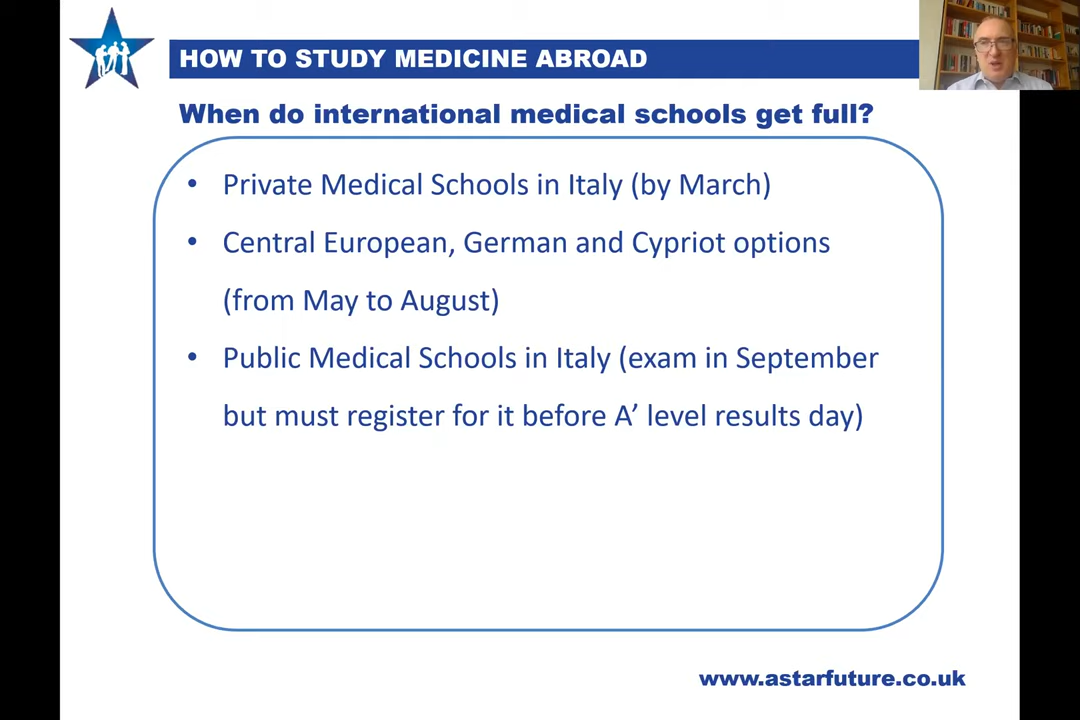 HOW TO STUDY MEDICINE ABROAD
When do international medical schools get full?
• Private Medical Schools in Italy (by March)
• Central European, German and Cypriot options
(from May to August)
• Public Medical Schools in Italy (exam in September
but must register for it before A’ level results day)
www.astarfuture.co.uk